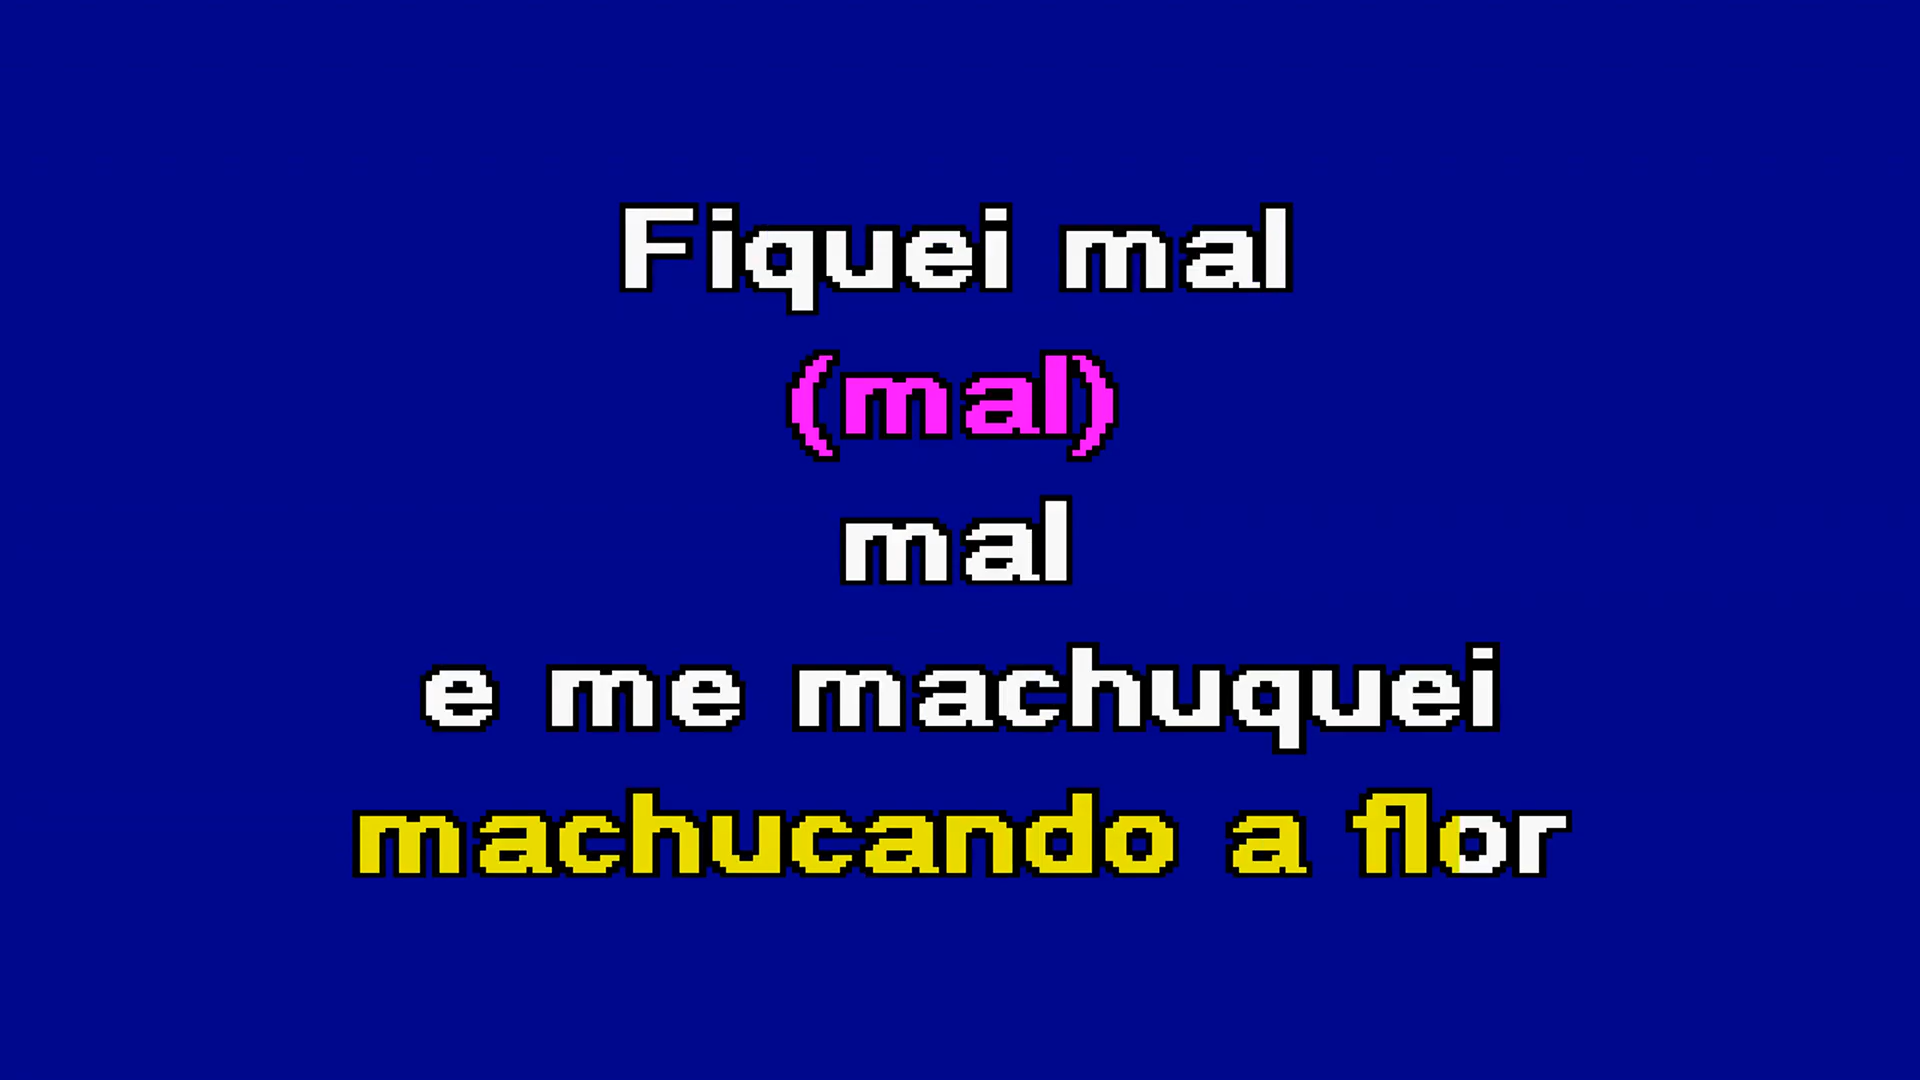 Fiquei mal
(mal)
mal
e me machuquei
machucando a flor